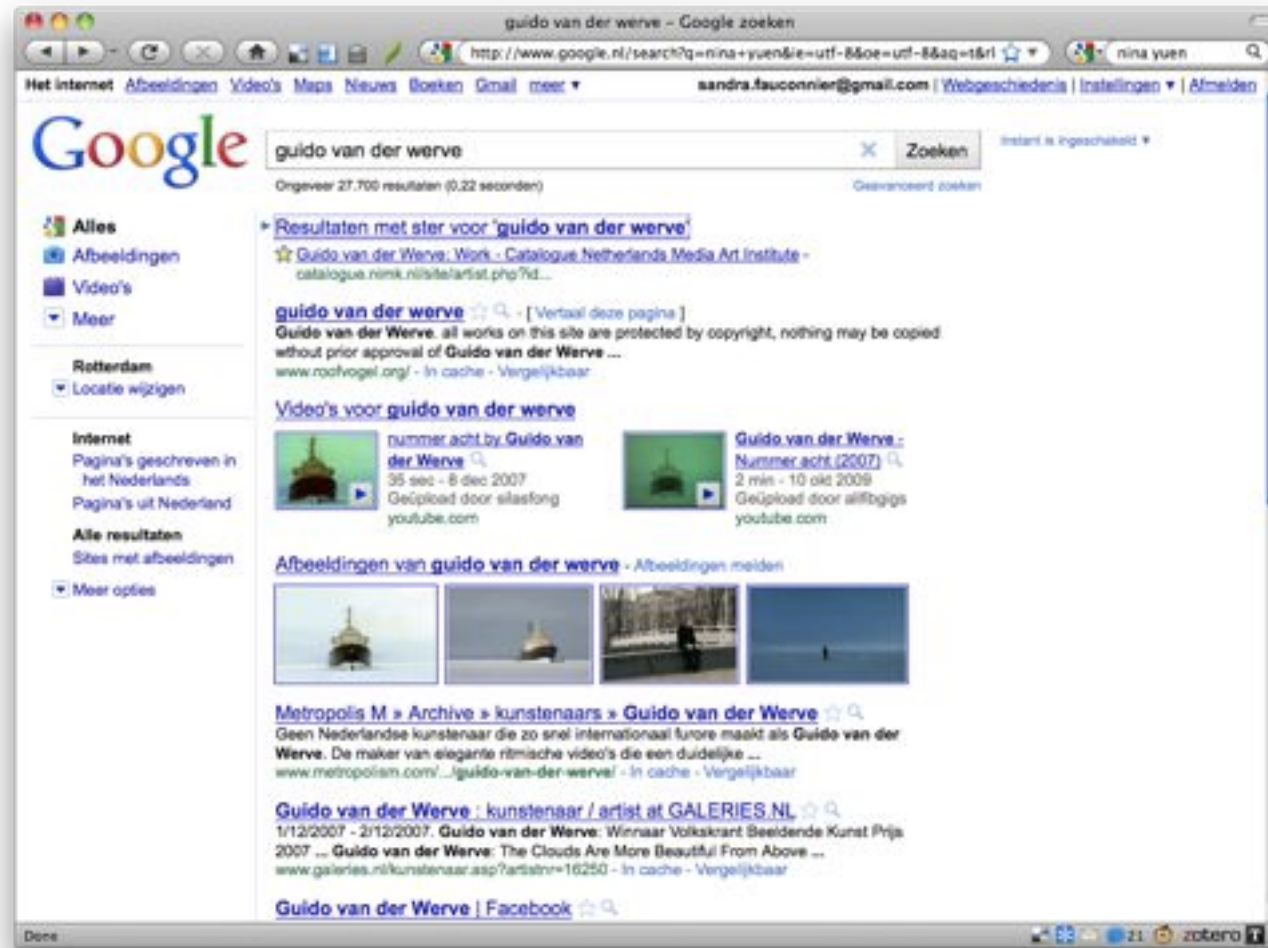 guido van der werve – Google zoeken
http://www.google.nl/search?q=nina+yuen&ie=utf-8&oe=utf-8&aq=t&rl
nina yuen
Het internet Afbeeldingen Video's Maps Nieuws Boeken Gmail meer ▼
sandra.fauconnier@gmail.com | Webgeschiedenis | Instellingen ▼ | Afmelden
Google
guido van der werve
Zoeken
Instant is ingeschakeld ▼
Ongeveer 27.700 resultaten (0,22 seconden)
Geavanceerd zoeken
Alles
Afbeeldingen
Video's
Meer
Rotterdam
Locatie wijzigen
Internet
Pagina's geschreven in
het Nederlands
Pagina's uit Nederland
Alle resultaten
Sites met afbeeldingen
Meer opties
Resultaten met ster voor 'guido van der werve'
Guido van der Werve: Work - Catalogue Netherlands Media Art Institute -
catalogue.nimk.nl/site/artist.php?id...
guido van der werve - [ Vertaal deze pagina ]
Guido van der Werve. all works on this site are protected by copyright, nothing may be copied
wthout prior approval of Guido van der Werve ...
www.roofvogel.org/ - In cache - Vergelijkbaar
Video's voor guido van der werve
nummer acht by Guido van
der Werve
35 sec - 8 dec 2007
Geüpload door silasfong
youtube.com
Guido van der Werve -
Nummer acht (2007)
2 min - 10 okt 2009
Geüpload door
youtube.com
Afbeeldingen van guido van der werve - Afbeeldingen melden
Metropolis M » Archive » kunstenaars » Guido van der Werve
Geen Nederlandse kunstenaar die zo snel internationaal furore maakt als Guido van der
Werve. De maker van elegante ritmische video's die een duidelijke ...
www.metropolism.com/.../guido-van-der-werve/ - In cache - Vergelijkbaar
Guido van der Werve : kunstenaar / artist at GALERIES.NL
1/12/2007 - 2/12/2007. Guido van der Werve: Winnaar Volkskrant Beeldende Kunst Prijs
2007 ... Guido van der Werve: The Clouds Are More Beautiful From Above ...
www.galeries.nl/kunstenaar.asp?artistnr=16250 - In cache - Vergelijkbaar
Guido van der Werve | Facebook
Done
21
zotero